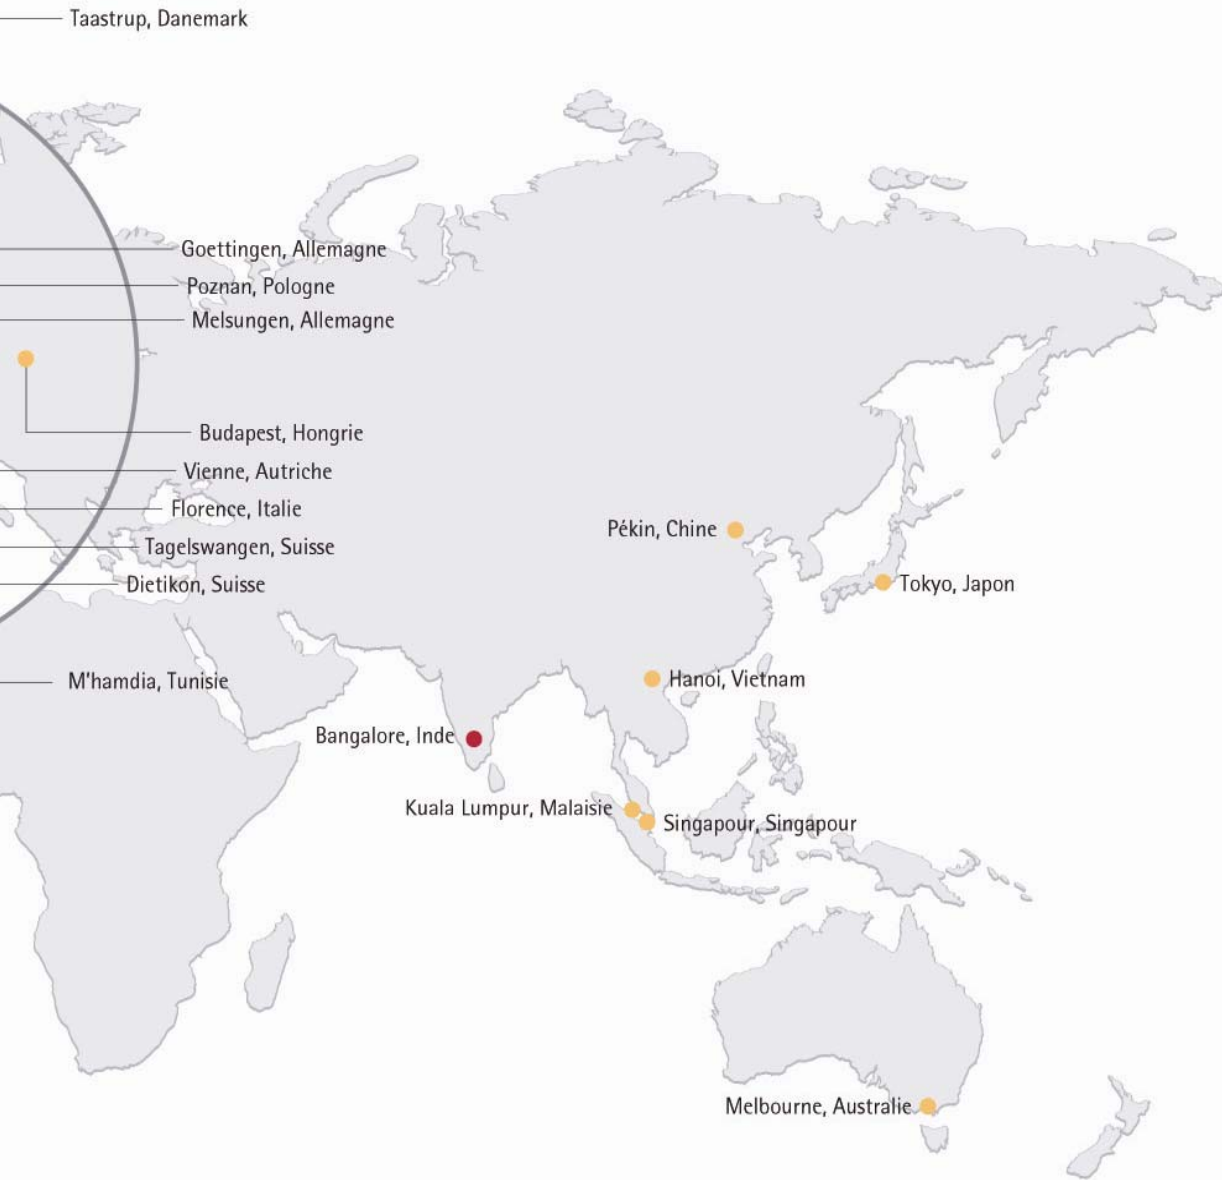 Taastrup, Danemark
Goettingen, Allemagne
Poznan, Pologne
Melsungen, Allemagne
Budapest, Hongrie
Vienne, Autriche
Florence, Italie
Pékin, Chine
Tagelswangen, Suisse
Dietikon, Suisse
Tokyo, Japon
M'hamdia, Tunisie
Hanoi, Vietnam
Bangalore, Inde
Kuala Lumpur, Malaisie
Singapour, Singapour
Melbourne, Australie